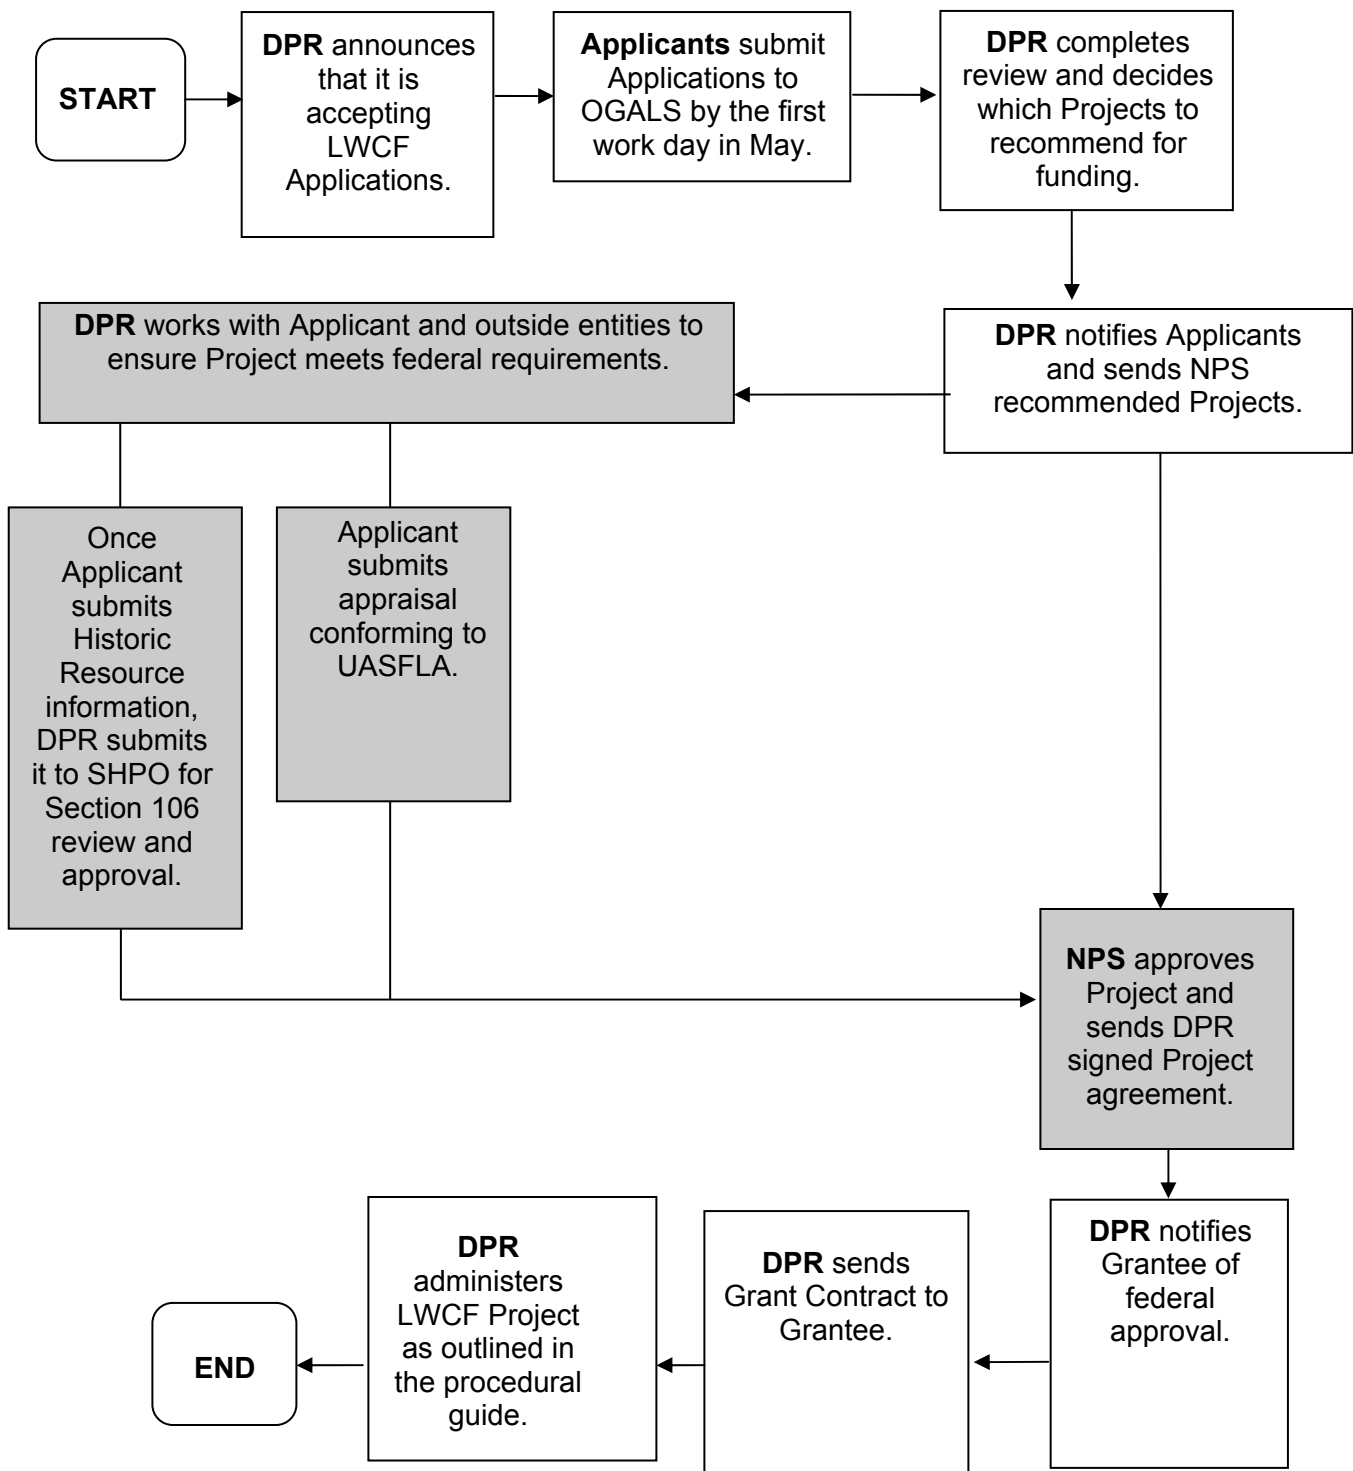 START
DPR announces
that it is
accepting
LWCF
Applications.
Applicants submit
Applications to
OGALS by the first
work day in May.
DPR completes
review and decides
which Projects to
recommend for
funding.
DPR works with Applicant and outside entities to
ensure Project meets federal requirements.
DPR notifies Applicants
and sends NPS
recommended Projects.
Once
Applicant
submits
Historic
Resource
information,
DPR submits
it to SHPO for
Section 106
review and
approval.
Applicant
submits
appraisal
conforming to
UASFLA.
NPS approves
Project and
sends DPR
signed Project
agreement.
DPR notifies
Grantee of
federal
approval.
DPR sends
Grant Contract to
Grantee.
DPR
administers
LWCF Project
as outlined in
the procedural
guide.
END